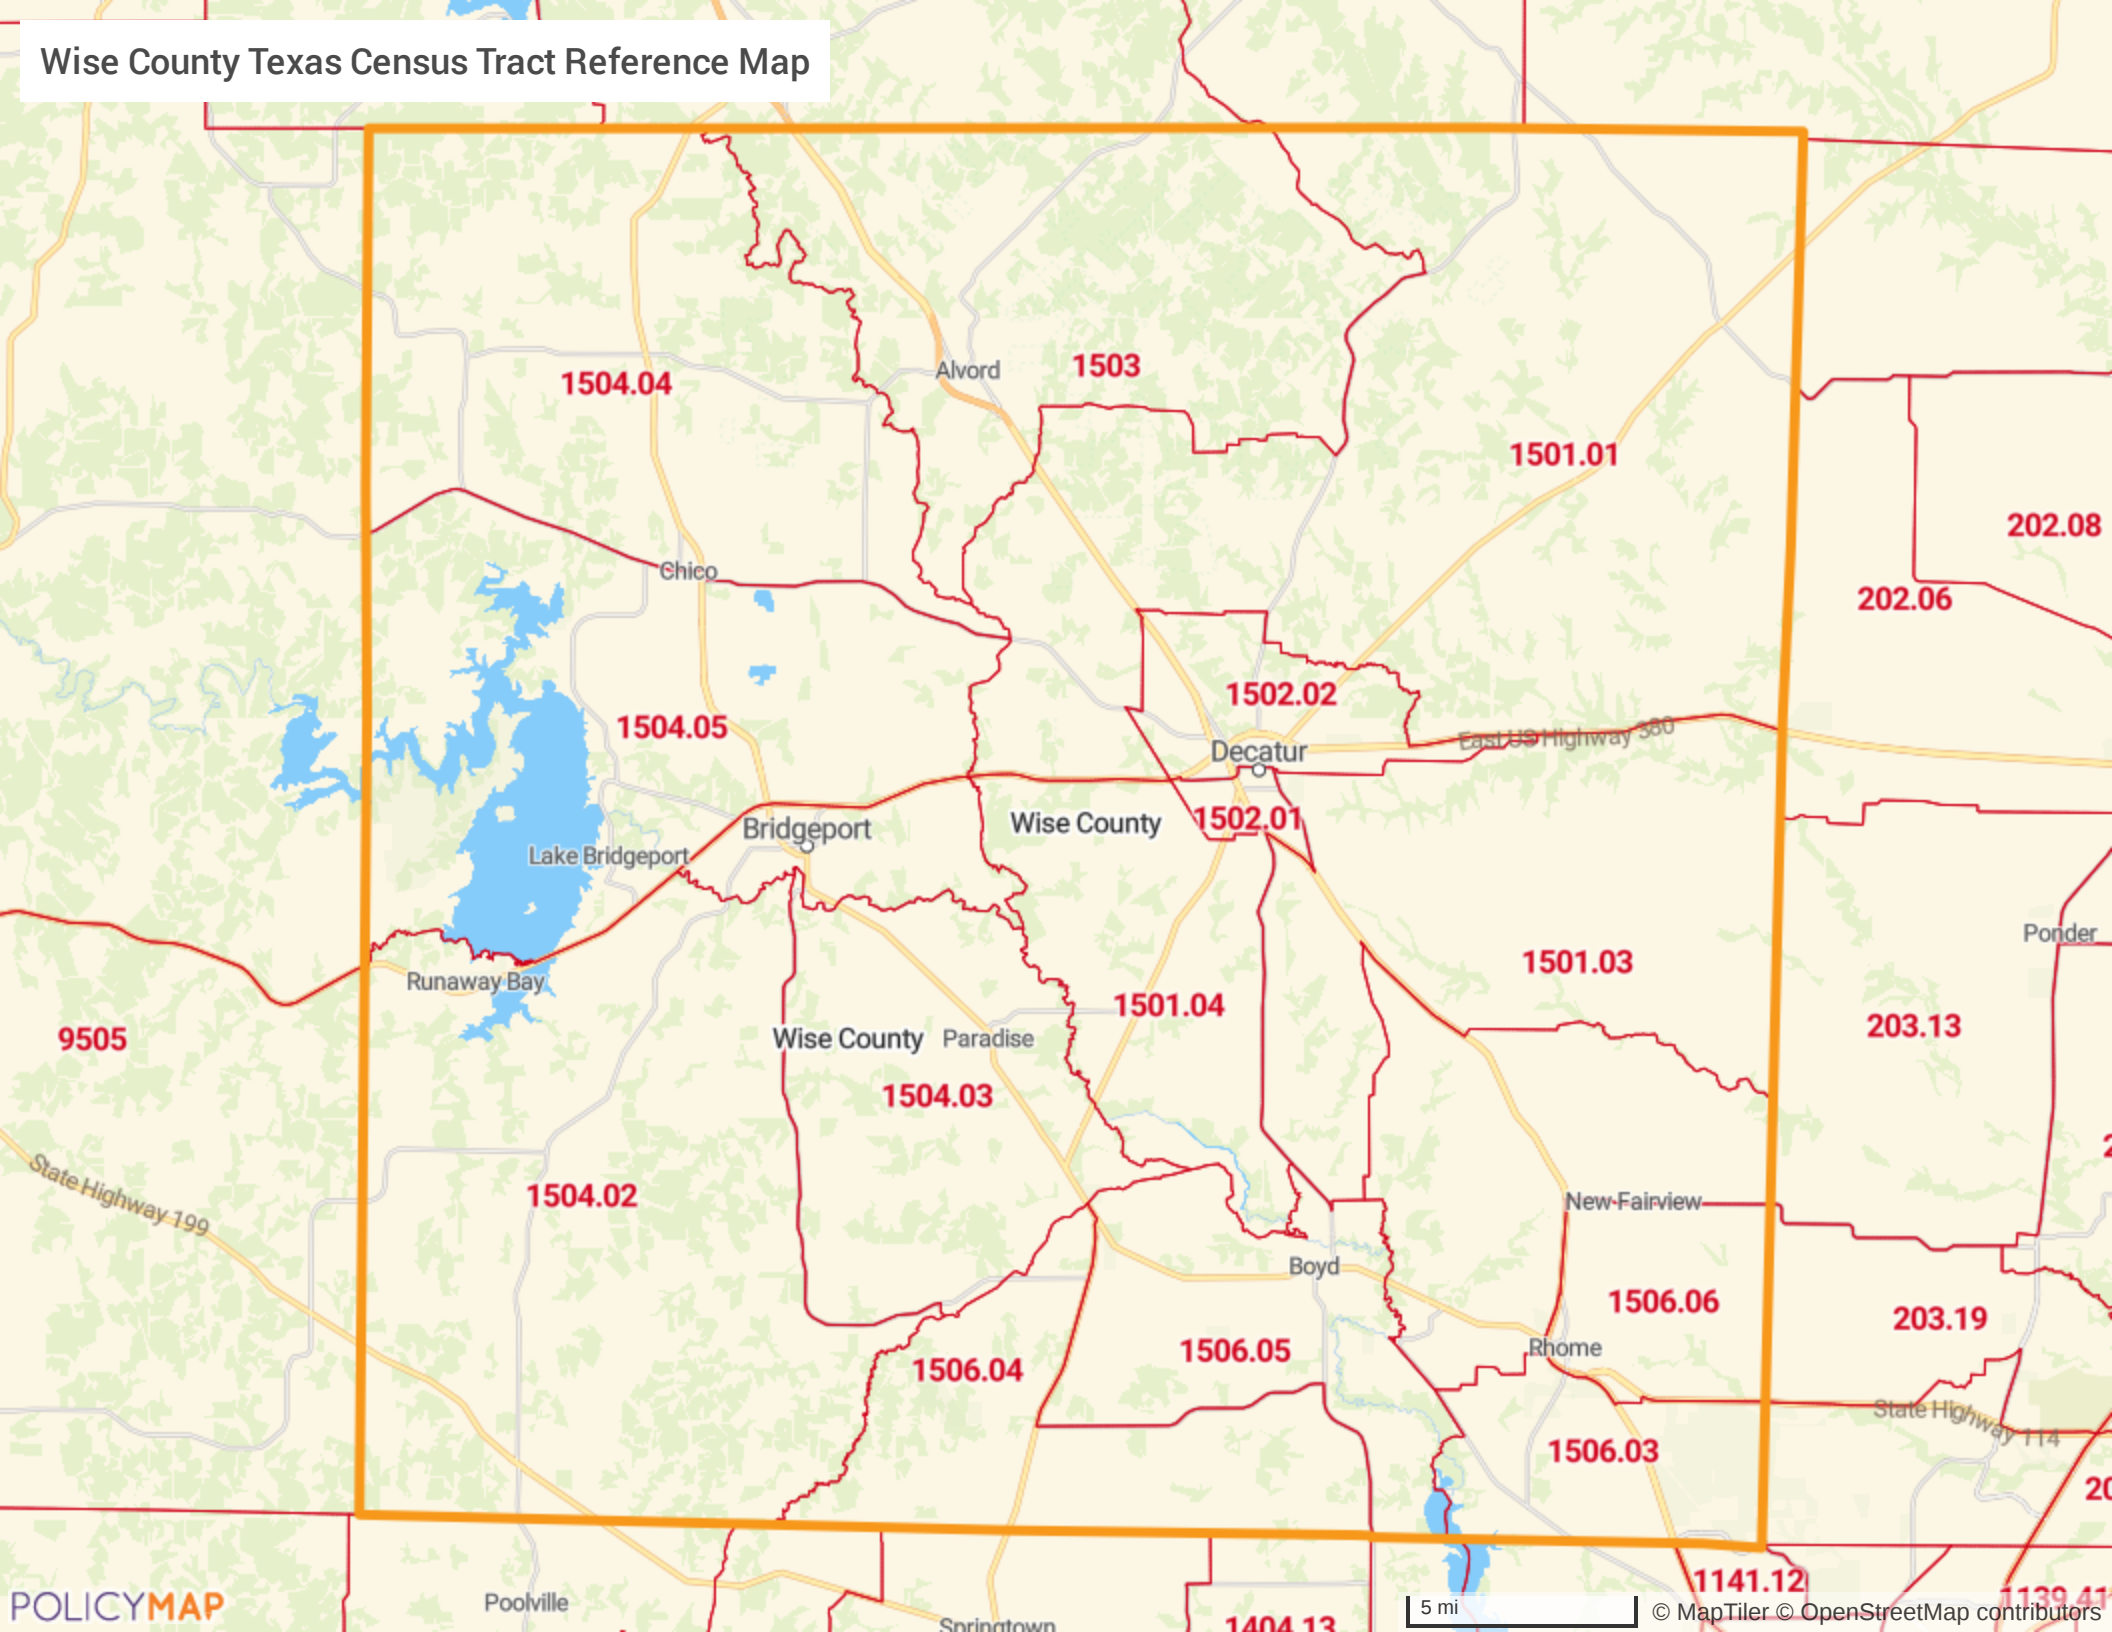 Wise County Texas Census Tract Reference Map
Alvord
1503
1504.04
1501.01
202.08
Chico
202.06
1502.02
1504.05
East US Highway 380
Decatur
1502.01
Wise County
Bridgeport
Lake Bridgeport
Ponder
1501.03
Runaway Bay
1501.04
203.13
9505
Wise County
Paradise
1504.03
State Highway 199
1504.02
New Fairview
Boyd
1506.06
203.19
Rhome
1506.05
1506.04
State Highway 114
1506.03
20
1141.12
1139.41
POLICYMAP
Poolville
Springtown
1404.13
5 mi
© MapTiler © OpenStreetMap contributors